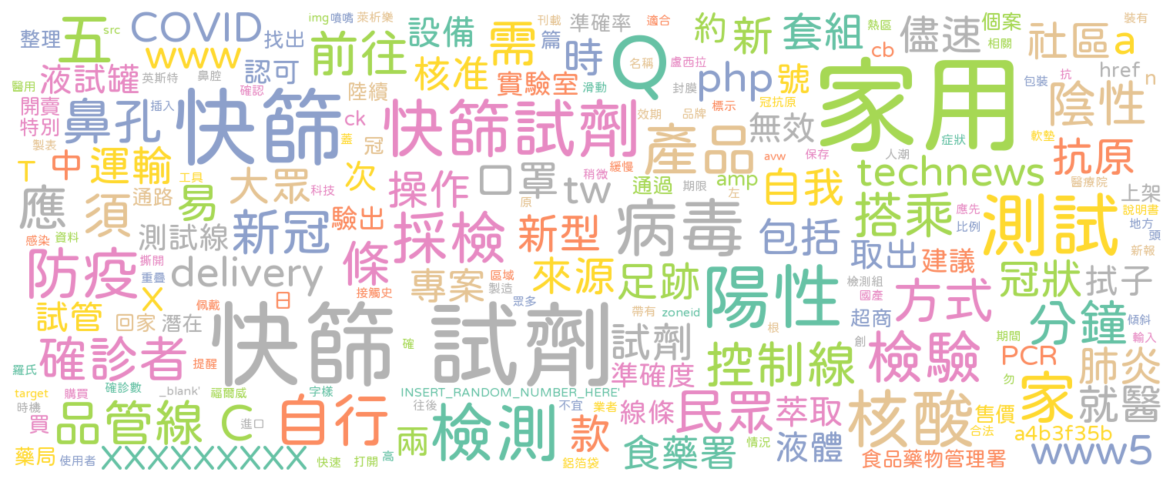 整理 五 src COVID 找出 img 噴嘴 萊析樂 設備 需 刊載 篇 準確率 適合 約 新 套組 熱區 個案 儘速 相關 社區 a 裝有
www 前往 核准 時 Q 名稱 盧西拉 php 號 cb
液試罐 英斯特 鼻腔 認可 實驗室 滑動 封膜 家用 href n
醫用 確認 陸續 包裝 抗 陰性
開賣 鼻孔 插入 快篩 ck 快篩試劑 效期 品牌 標示 冠抗原 無效 軟墊
特別 蓋 產品 症狀
製表 冠 avw 保存 人潮 抗原
T 中 運輸 工具 科技 緩慢 amp technews 醫療院
通路 大眾 次 操作 口罩 稍微 tw 通過 期限 左 自我 上架
應 須 易 原 病毒 搭乘 測試 應先 說明書
測試線 新冠 驗出 採檢 新型 包括 比例 地方 頭
感染 資料 條 取出 建議 新報
防疫 撕開 重疊 delivery 專案 區域 來源 足跡 陽性 冠狀 拭子
X 佩戴 日 接觸史 製造 眾多 zoneid 超商 檢測組 國產 方式
試管 回家 潛在 快篩 試劑 帶有 根 創 分鐘 傾斜
確診者 提醒 確 試劑 控制線 檢驗 期間 輸入
羅氏 準確度 PCR 勿 肺炎
target 購買 確診數 _blank' 福爾威 字樣 INSERT_RANDOM_NUMBER_HERE
時機 往後 不宜 業者 線條 民眾 萃取 核酸 售價 家 就醫
買 品管線 C 進口 自行 兩 檢測 款 合法 a4b3f35b
藥局 使用者 XXXXXXXXX 快速 打開 高 鋁箔袋 食藥署 情況 液體 食品藥物管理署 www5